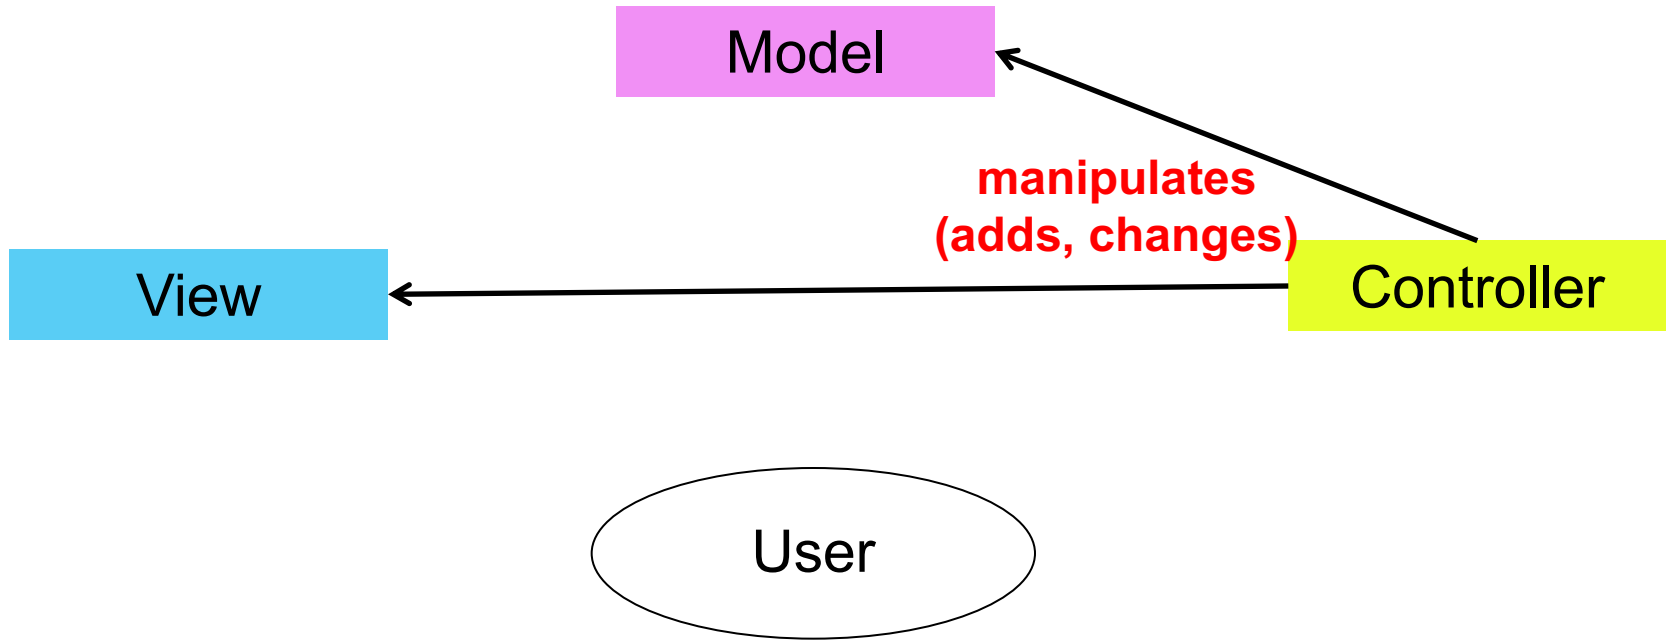 Model
manipulates
(adds, changes)
View
Controller
User